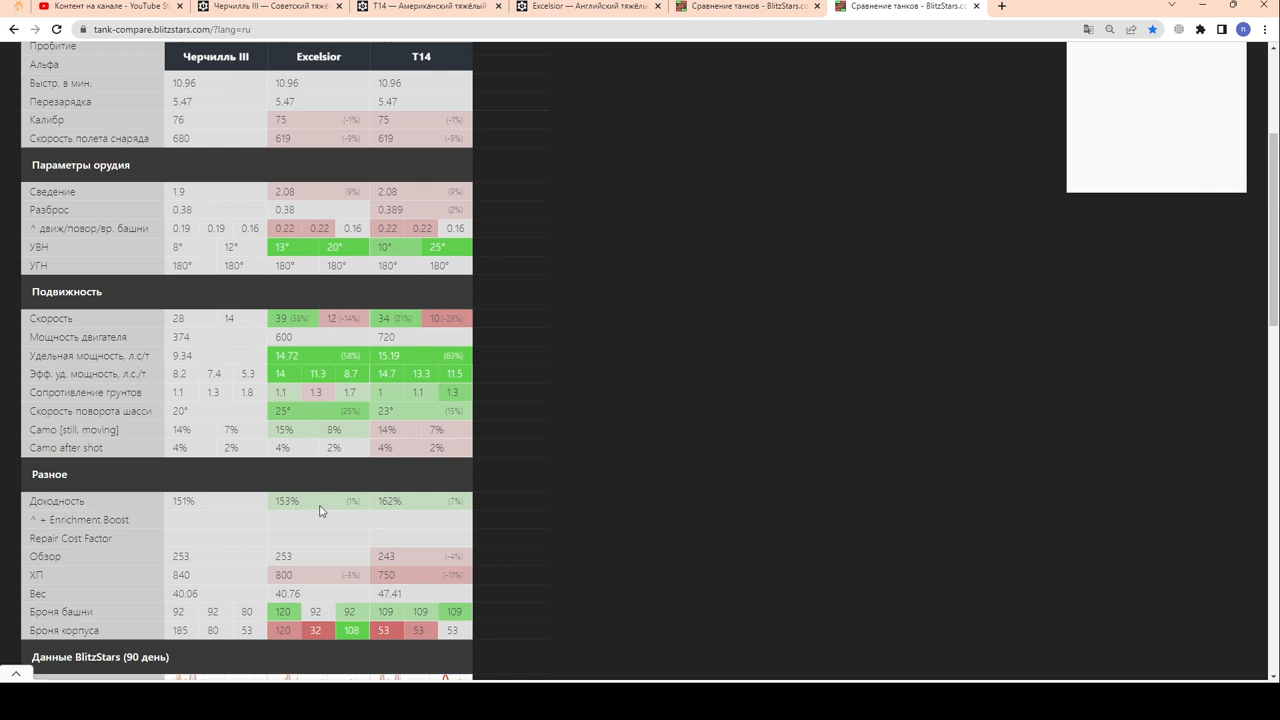 Контент на канале - YouTube St
Черчилль III — Советский тяжёл
T14 — Американский тяжёлый
Excelsior — Английский тяжёлый
Сравнение танков - BlitzStars.co
Сравнение танков - BlitzStars.co
tank-compare.blitzstars.com/?lang=ru
n
Пробитие
Черчилль III Excelsior T14
Альфа
Выстр. в мин. 10.96 10.96 10.96
Перезарядка 5.47 5.47 5.47
Калибр 76 75 (-1%) 75 (-1%)
Скорость полета снаряда 680 619 (-9%) 619 (-9%)
Параметры орудия
Сведение 1.9 2.08 (9%) 2.08 (9%)
Разброс 0.38 0.38 0.389 (2%)
^ движ/повор/вр. башни 0.19 0.19 0.16 0.22 0.22 0.16 0.22 0.22 0.16
УВН 8° 12° 13° 20° 10° 25°
УГН 180° 180° 180° 180° 180° 180°
Подвижность
Скорость 28 14 39 (38%) 12 (-14%) 34 (21%) 10 (-29%)
Мощность двигателя 374 600 720
Удельная мощность, л.с/т 9.34 14.72 (58%) 15.19 (63%)
Эфф. уд. мощность, л.с./т 8.2 7.4 5.3 14 11.3 8.7 14.7 13.3 11.5
Сопротивление грунтов 1.1 1.3 1.8 1.1 1.3 1.7 1 1.1 1.3
Скорость поворота шасси 20° 25° (25%) 23° (15%)
Camo [still, moving] 14% 7% 15% 8% 14% 7%
Camo after shot 4% 2% 4% 2% 4% 2%
Разное
Доходность 151% 153% (1%) 162% (7%)
^ + Enrichment Boost
Repair Cost Factor
Обзор 253 253 243 (-4%)
ХП 840 800 (-5%) 750 (-11%)
Вес 40.06 40.76 47.41
Броня башни 92 92 80 120 92 92 109 109 109
Броня корпуса 185 80 53 120 32 108 53 53 53
Данные BlitzStars (90 день)